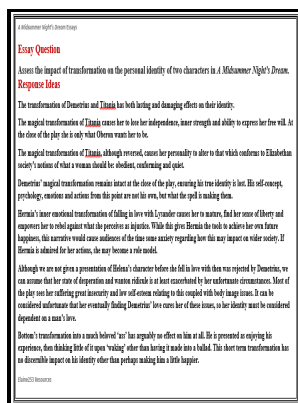 A Midsummer Night's Dream Essays
Essay Question
Assess the impact of transformation on the personal identity of two characters in A Midsummer Night's Dream.
Response Ideas
The transformation of Demetrius and Titania has both lasting and damaging effects on their identity.
The magical transformation of Titania causes her to lose her independence, inner strength and ability to express her free will. At
the close of the play she is only what Oberon wants her to be.
The magical transformation of Titania, although reversed, causes her personality to alter to that which conforms to Elizabethan
society's notions of what a woman should be: obedient, conforming and quiet.
Demetrius' magical transformation remains intact at the close of the play, ensuring his true identity is lost. His self-concept,
psychology, emotions and actions from this point are not his own, but what the spell is making them.
Hermia's inner emotional transformation of falling in love with Lysander causes her to mature, find her sense of liberty and
empowers her to rebel against what she perceives as injustice. While this gives Hermia the tools to achieve her own future
happiness, this narrative would cause audiences of the time some anxiety regarding how this may impact on wider society. If
Hermia is admired for her actions, she may become a role model.
Although we are not given a presentation of Helena's character before she fell in love with then was rejected by Demetrius, we
can assume that her state of desperation and wanton ridicule is at least exacerbated by her unfortunate circumstances. Most of
the play sees her suffering great insecurity and low self-esteem relating to this coupled with body image issues. It can be
considered unfortunate that her eventually finding Demetrius' love cures her of these issues, so her identity must be considered
dependent on a man's love.
Bottom's transformation into a much beloved 'ass' has arguably no effect on him at all. He is presented as enjoying his
experience, then thinking little of it upon 'waking' other than having it made into a ballad. This short term transformation has
no discernible impact on his identity other than perhaps making him a little happier.
Elaine253 Resources